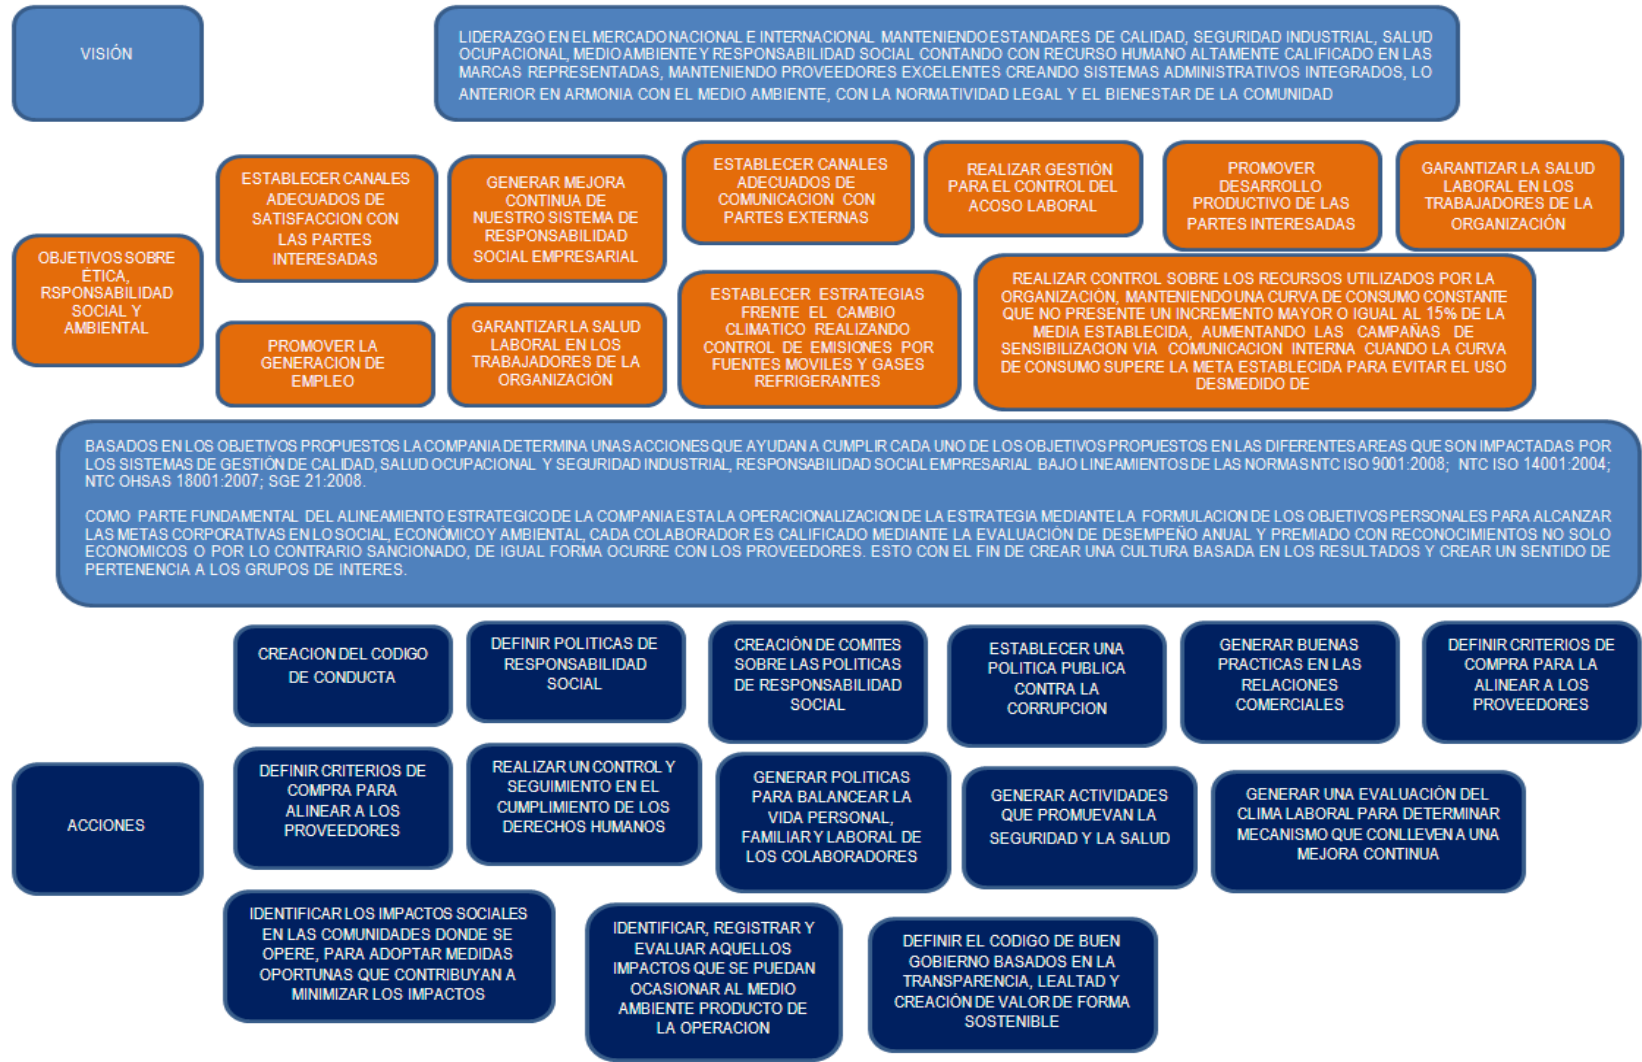 VISIÓN
LIDERAZGO EN EL MERCADO NACIONAL E INTERNACIONAL MANTENIENDO ESTANDARES DE CALIDAD, SEGURIDAD INDUSTRIAL, SALUD
OCUPACIONAL, MEDIO AMBIENTE Y RESPONSABILIDAD SOCIAL CONTANDO CON RECURSO HUMANO ALTAMENTE CALIFICADO EN LAS
MARCAS REPRESENTADAS, MANTENIENDO PROVEEDORES EXCELENTES CREANDO SISTEMAS ADMINISTRATIVOS INTEGRADOS, LO
ANTERIOR EN ARMONIA CON EL MEDIO AMBIENTE, CON LA NORMATIVIDAD LEGAL Y EL BIENESTAR DE LA COMUNIDAD
OBJETIVOS SOBRE
ÉTICA,
RSPONSABILIDAD
SOCIAL Y
AMBIENTAL
ESTABLECER CANALES
ADECUADOS DE
SATISFACCION CON
LAS PARTES
INTERESADAS
GENERAR MEJORA
CONTINUA DE
NUESTRO SISTEMA DE
RESPONSABILIDAD
SOCIAL EMPRESARIAL
ESTABLECER CANALES
ADECUADOS DE
COMUNICACION CON
PARTES EXTERNAS
REALIZAR GESTIÓN
PARA EL CONTROL DEL
ACOSO LABORAL
PROMOVER
DESARROLLO
PRODUCTIVO DE LAS
PARTES INTERESADAS
GARANTIZAR LA SALUD
LABORAL EN LOS
TRABAJADORES DE LA
ORGANIZACIÓN
PROMOVER LA
GENERACION DE
EMPLEO
GARANTIZAR LA SALUD
LABORAL EN LOS
TRABAJADORES DE LA
ORGANIZACIÓN
ESTABLECER ESTRATEGIAS
FRENTE EL CAMBIO
CLIMATICO REALIZANDO
CONTROL DE EMISIONES POR
FUENTES MOVILES Y GASES
REFRIGERANTES
REALIZAR CONTROL SOBRE LOS RECURSOS UTILIZADOS POR LA
ORGANIZACIÓN, MANTENIENDO UNA CURVA DE CONSUMO CONSTANTE
QUE NO PRESENTE UN INCREMENTO MAYOR O IGUAL AL 15% DE LA
MEDIA ESTABLECIDA, AUMENTANDO LAS CAMPAÑAS DE
SENSIBILIZACION VIA COMUNICACION INTERNA CUANDO LA CURVA
DE CONSUMO SUPERE LA META ESTABLECIDA PARA EVITAR EL USO
DESMEDIDO DE
BASADOS EN LOS OBJETIVOS PROPUESTOS LA COMPANIA DETERMINA UNAS ACCIONES QUE AYUDAN A CUMPLIR CADA UNO DE LOS OBJETIVOS PROPUESTOS EN LAS DIFERENTES AREAS QUE SON IMPACTADAS POR
LOS SISTEMAS DE GESTIÓN DE CALIDAD, SALUD OCUPACIONAL Y SEGURIDAD INDUSTRIAL, RESPONSABILIDAD SOCIAL EMPRESARIAL BAJO LINEAMIENTOS DE LAS NORMAS NTC ISO 9001:2008; NTC ISO 14001:2004;
NTC OHSAS 18001:2007; SGE 21:2008.
COMO PARTE FUNDAMENTAL DEL ALINEAMIENTO ESTRATEGICO DE LA COMPANIA ESTA LA OPERACIONALIZACION DE LA ESTRATEGIA MEDIANTE LA FORMULACION DE LOS OBJETIVOS PERSONALES PARA ALCANZAR
LAS METAS CORPORATIVAS EN LO SOCIAL, ECONÓMICO Y AMBIENTAL, CADA COLABORADOR ES CALIFICADO MEDIANTE LA EVALUACIÓN DE DESEMPEÑO ANUAL Y PREMIADO CON RECONOCIMIENTOS NO SOLO
ECONOMICOS O POR LO CONTRARIO SANCIONADO, DE IGUAL FORMA OCURRE CON LOS PROVEEDORES. ESTO CON EL FIN DE CREAR UNA CULTURA BASADA EN LOS RESULTADOS Y CREAR UN SENTIDO DE
PERTENENCIA A LOS GRUPOS DE INTERES.
ACCIONES
CREACION DEL CODIGO
DE CONDUCTA
DEFINIR POLITICAS DE
RESPONSABILIDAD
SOCIAL
CREACIÓN DE COMITES
SOBRE LAS POLITICAS
DE RESPONSABILIDAD
SOCIAL
ESTABLECER UNA
POLITICA PUBLICA
CONTRA LA
CORRUPCION
GENERAR BUENAS
PRACTICAS EN LAS
RELACIONES
COMERCIALES
DEFINIR CRITERIOS DE
COMPRA PARA LA
ALINEAR A LOS
PROVEEDORES
DEFINIR CRITERIOS DE
COMPRA PARA
ALINEAR A LOS
PROVEEDORES
REALIZAR UN CONTROL Y
SEGUIMIENTO EN EL
CUMPLIMIENTO DE LOS
DERECHOS HUMANOS
GENERAR POLITICAS
PARA BALANCEAR LA
VIDA PERSONAL,
FAMILIAR Y LABORAL DE
LOS COLABORADORES
GENERAR ACTIVIDADES
QUE PROMUEVAN LA
SEGURIDAD Y LA SALUD
GENERAR UNA EVALUACIÓN DEL
CLIMA LABORAL PARA DETERMINAR
MECANISMO QUE CONLLEVEN A UNA
MEJORA CONTINUA
IDENTIFICAR LOS IMPACTOS SOCIALES
EN LAS COMUNIDADES DONDE SE
OPERE, PARA ADOPTAR MEDIDAS
OPORTUNAS QUE CONTRIBUYAN A
MINIMIZAR LOS IMPACTOS
IDENTIFICAR, REGISTRAR Y
EVALUAR AQUELLOS
IMPACTOS QUE SE PUEDAN
OCASIONAR AL MEDIO
AMBIENTE PRODUCTO DE
LA OPERACION
DEFINIR EL CODIGO DE BUEN
GOBIERNO BASADOS EN LA
TRANSPARENCIA, LEALTAD Y
CREACIÓN DE VALOR DE FORMA
SOSTENIBLE